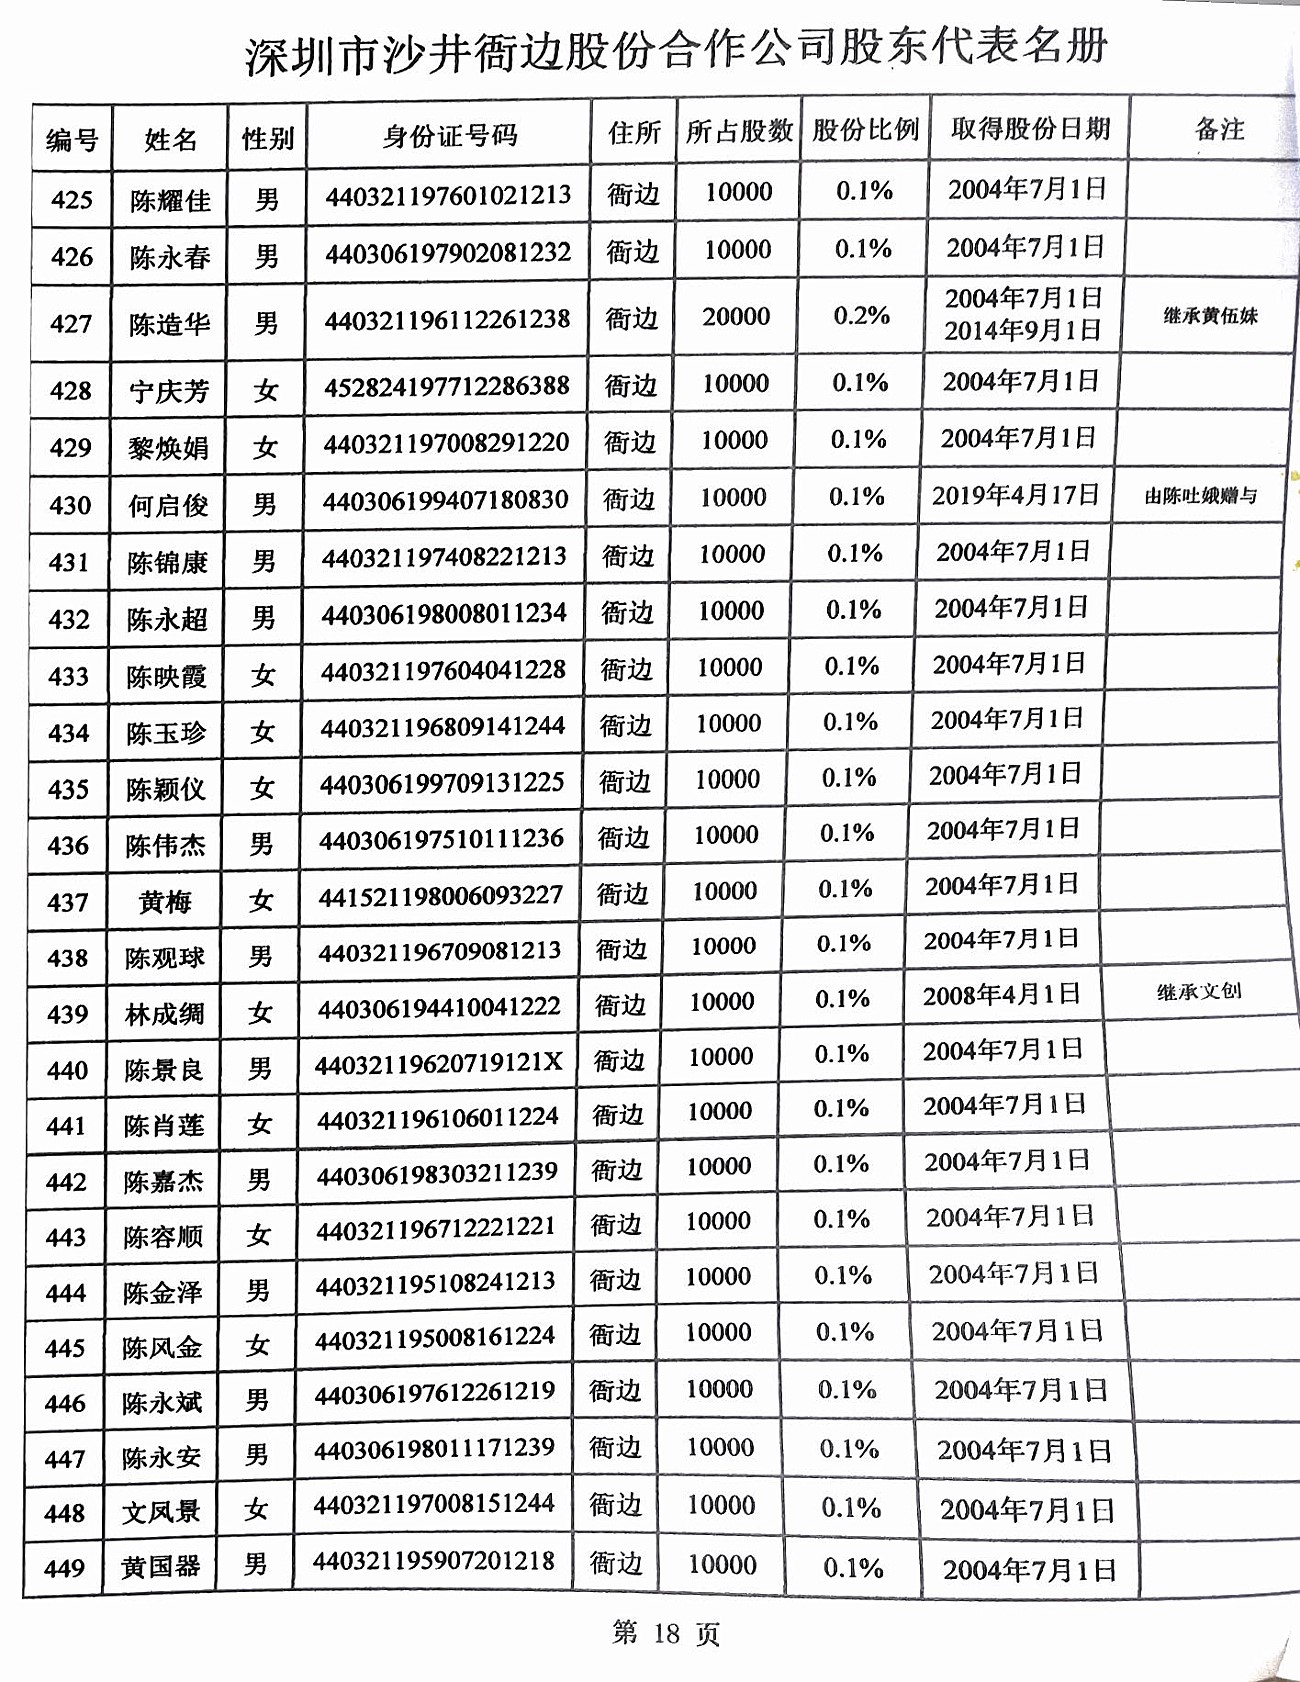 深圳市沙井衙边股份合作公司股东代表名册
编号 姓名 性别 身份证号码 住所 所占股数 股份比例 取得股份日期 备注
425 陈耀佳 男 440321197601021213 衙边 10000 0.1% 2004年7月1日
426 陈永春 男 440306197902081232 衙边 10000 0.1% 2004年7月1日
427 陈造华 男 440321196112261238 衙边 20000 0.2% 2004年7月1日 2014年9月1日 继承黄伍妹
428 宁庆芳 女 452824197712286388 衙边 10000 0.1% 2004年7月1日
429 黎焕娟 女 440321197008291220 衙边 10000 0.1% 2004年7月1日
430 何启俊 男 440306199407180830 衙边 10000 0.1% 2019年4月17日 由陈吐娥赠与
431 陈锦康 男 440321197408221213 衙边 10000 0.1% 2004年7月1日
432 陈永超 男 440306198008011234 衙边 10000 0.1% 2004年7月1日
433 陈映霞 女 440321197604041228 衙边 10000 0.1% 2004年7月1日
434 陈玉珍 女 440321196809141244 衙边 10000 0.1% 2004年7月1日
435 陈颖仪 女 440306199709131225 衙边 10000 0.1% 2004年7月1日
436 陈伟杰 男 440306197510111236 衙边 10000 0.1% 2004年7月1日
437 黄梅 女 441521198006093227 衙边 10000 0.1% 2004年7月1日
438 陈观球 男 440321196709081213 衙边 10000 0.1% 2004年7月1日
439 林成绸 女 440306194410041222 衙边 10000 0.1% 2008年4月1日 继承文创
440 陈景良 男 44032119620719121X 衙边 10000 0.1% 2004年7月1日
441 陈肖莲 女 440321196106011224 衙边 10000 0.1% 2004年7月1日
442 陈嘉杰 男 440306198303211239 衙边 10000 0.1% 2004年7月1日
443 陈容顺 女 440321196712221221 衙边 10000 0.1% 2004年7月1日
444 陈金泽 男 440321195108241213 衙边 10000 0.1% 2004年7月1日
445 陈凤金 女 440321195008161224 衙边 10000 0.1% 2004年7月1日
446 陈永斌 男 440306197612261219 衙边 10000 0.1% 2004年7月1日
447 陈永安 男 440306198011171239 衙边 10000 0.1% 2004年7月1日
448 文凤景 女 440321197008151244 衙边 10000 0.1% 2004年7月1日
449 黄国器 男 440321195907201218 衙边 10000 0.1% 2004年7月1日
第 18 页